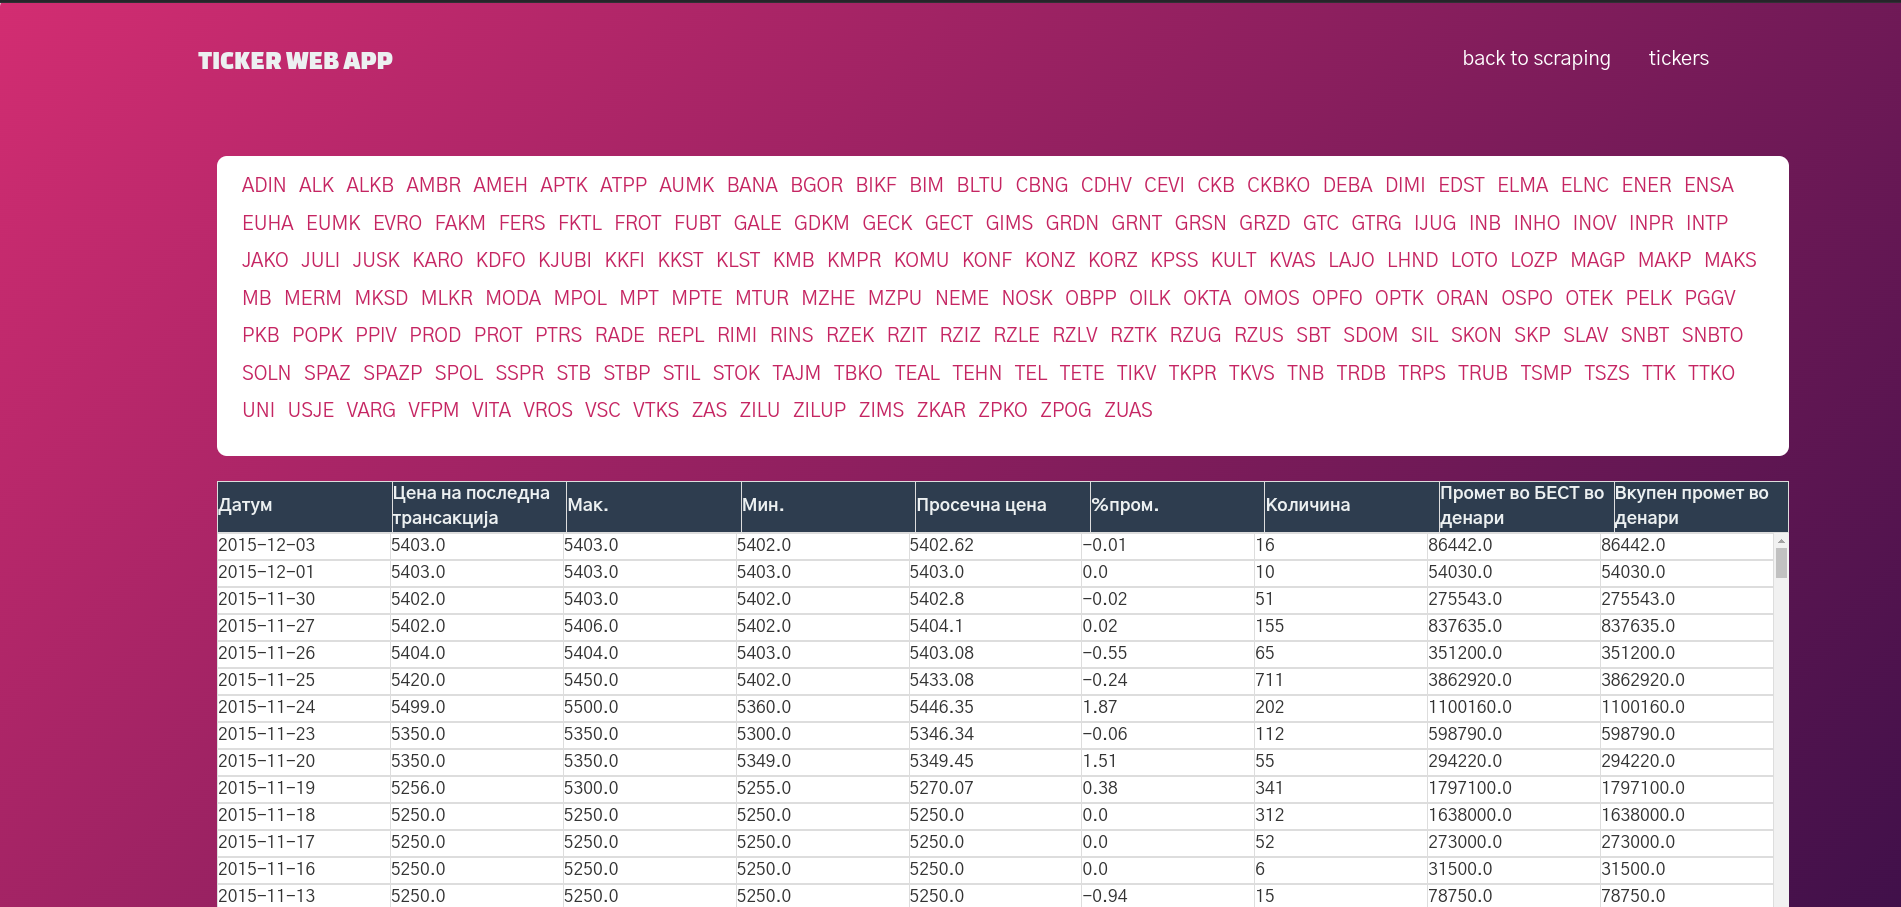 TICKER WEB APP
back to scraping tickers
ADIN ALK ALKB AMBR AMEH APTK ATPP AUMK BANA BGOR BIKF BIM BLTU CBNG CDHV CEVI CKB CKBKO DEBA DIMI EDST ELMA ELNC ENER ENSA
EUHA EUMK EVRO FAKM FERS FKTL FROT FUBT GALE GDKM GECK GECT GIMS GRDN GRNT GRSN GRZD GTC GTRG IJUG INB INHO INOV INPR INTP
JAKO JULI JUSK KARO KDFO KJUBI KKFI KKST KLST KMB KMPR KOMU KONF KONZ KORZ KPSS KULT KVAS LAJO LHND LOTO LOZP MAGP MAKP MAKS
MB MERM MKSD MLKR MODA MPOL MPT MPTE MTUR MZHE MZPU NEME NOSK OBPP OILK OKTA OMOS OPFO OPTK ORAN OSPO OTEK PELK PGGV
PKB POPK PPIV PROD PROT PTRS RADE REPL RIMI RINS RZEK RZIT RZIZ RZLE RZLV RZTK RZUG RZUS SBT SDOM SIL SKON SKP SLAV SNBT SNBTO
SOLN SPAZ SPAZP SPOL SSPR STB STBP STIL STOK TAJM TBKO TEAL TEHN TEL TETE TIKV TKPR TKVS TNB TRDB TRPS TRUB TSMP TSZS TTK TTKO
UNI USJE VARG VFPM VITA VROS VSC VTKS ZAS ZILU ZILUP ZIMS ZKAR ZPKO ZPOG ZUAS
Датум Цена на последна трансакција Мак. Мин. Просечна цена %пром. Количина Промет во БЕСТ во денари Вкупен промет во денари
2015-12-03 5403.0 5403.0 5402.0 5402.62 -0.01 16 86442.0 86442.0
2015-12-01 5403.0 5403.0 5403.0 5403.0 0.0 10 54030.0 54030.0
2015-11-30 5402.0 5403.0 5402.0 5402.8 -0.02 51 275543.0 275543.0
2015-11-27 5402.0 5406.0 5402.0 5404.1 0.02 155 837635.0 837635.0
2015-11-26 5404.0 5404.0 5403.0 5403.08 -0.55 65 351200.0 351200.0
2015-11-25 5420.0 5450.0 5402.0 5433.08 -0.24 711 3862920.0 3862920.0
2015-11-24 5499.0 5500.0 5360.0 5446.35 1.87 202 1100160.0 1100160.0
2015-11-23 5350.0 5350.0 5300.0 5346.34 -0.06 112 598790.0 598790.0
2015-11-20 5350.0 5350.0 5349.0 5349.45 1.51 55 294220.0 294220.0
2015-11-19 5256.0 5300.0 5255.0 5270.07 0.38 341 1797100.0 1797100.0
2015-11-18 5250.0 5250.0 5250.0 5250.0 0.0 312 1638000.0 1638000.0
2015-11-17 5250.0 5250.0 5250.0 5250.0 0.0 52 273000.0 273000.0
2015-11-16 5250.0 5250.0 5250.0 5250.0 0.0 6 31500.0 31500.0
2015-11-13 5250.0 5250.0 5250.0 5250.0 -0.94 15 78750.0 78750.0